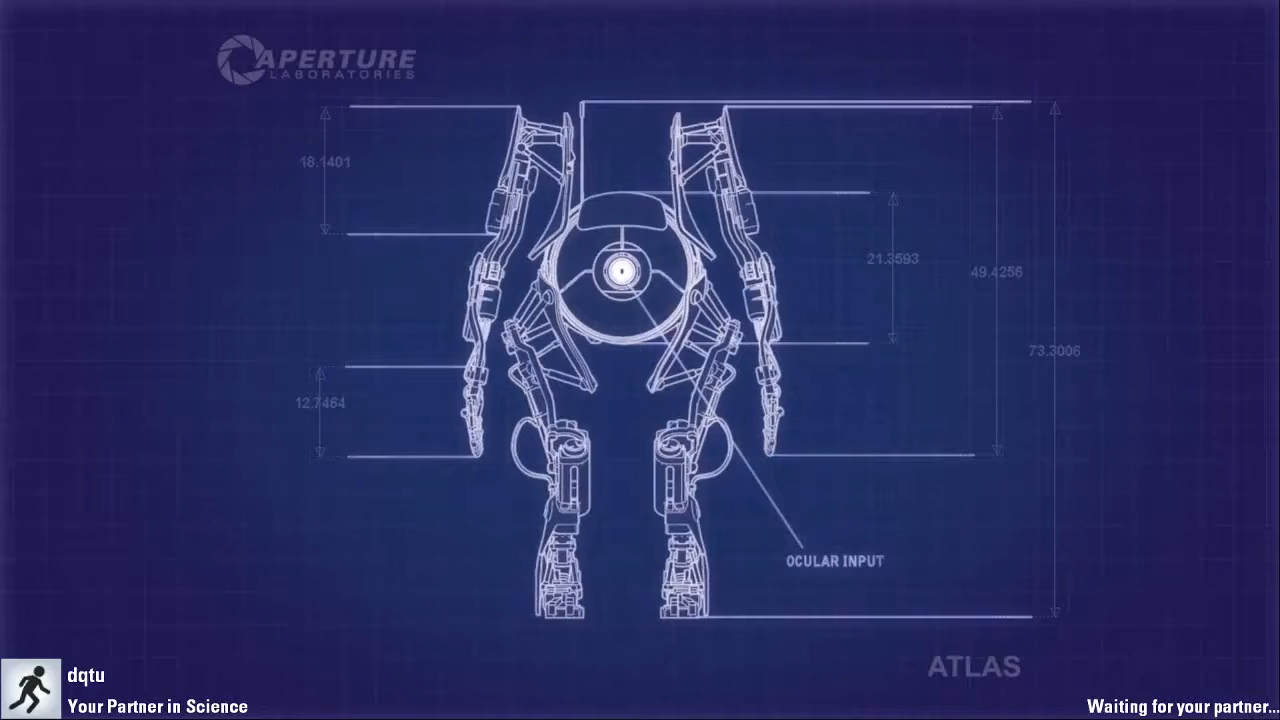 APERTURE
LABORATORIES
18.1401
21.3593
49.4256
73.3006
12.7464
OCULAR INPUT
ATLAS
dqtu
Your Partner in Science
Waiting for your partner...